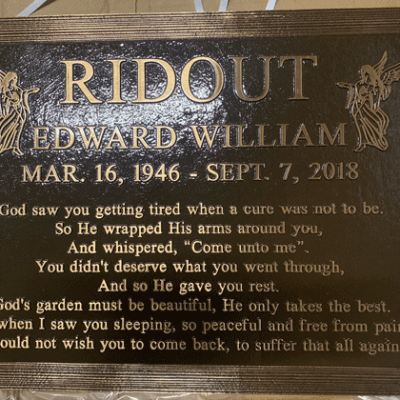 RIDOUT
EDWARD WILLIAM
MAR. 16, 1946 - SEPT. 7, 2018
God saw you getting tired when a cure was not to be.
So He wrapped His arms around you,
And whispered, “Come unto me”.
You didn't deserve what you went through,
And so He gave you rest.
God's garden must be beautiful, He only takes the best.
when I saw you sleeping, so peaceful and free from pain
ould not wish you to come back, to suffer that all again